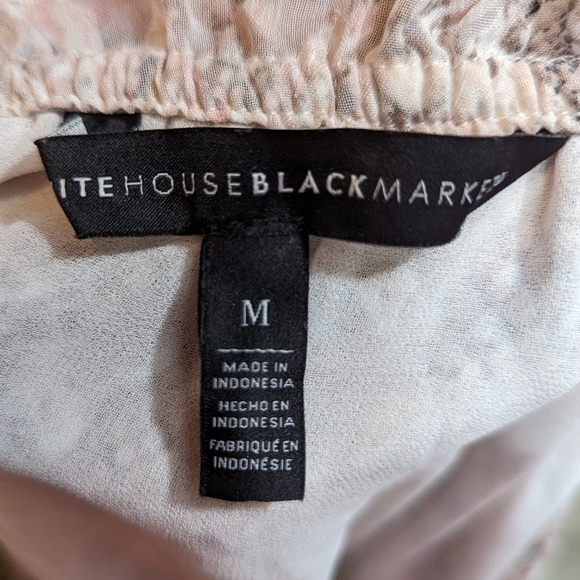 ITEHOUSEBLACKMARKE
M
MADE IN
INDONESIA
HECHO EN
INDONESIA
FABRIQUÉ EN
INDONÉSIE